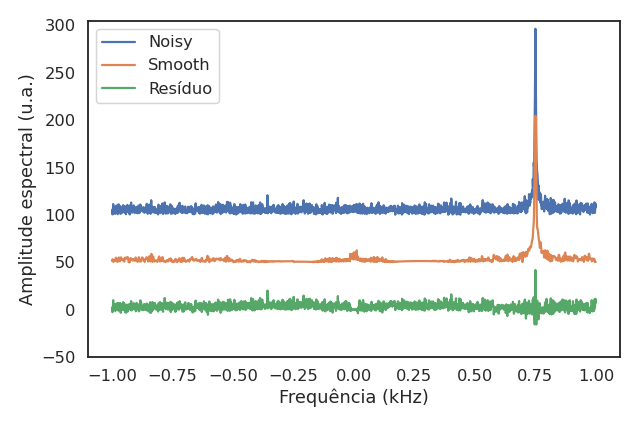 Noisy
Smooth
Resíduo
Amplitude espectral (u.a.)
300
250
200
150
100
50
0
−50
−1.00 −0.75 −0.50 −0.25 0.00 0.25 0.50 0.75 1.00
Frequência (kHz)